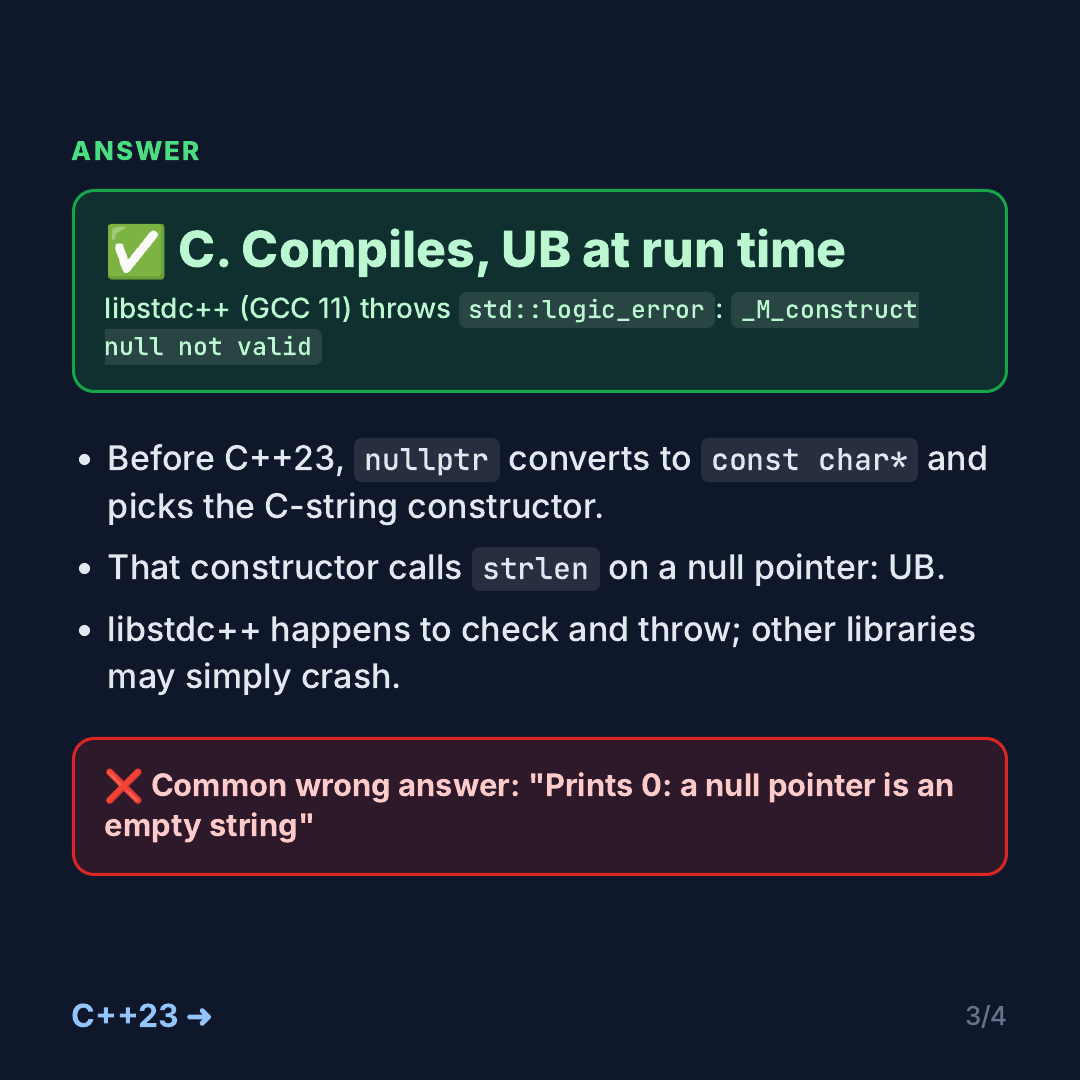 ANSWER
✅ C. Compiles, UB at run time
libstdc++ (GCC 11) throws std::logic_error: _M_construct
null not valid
• Before C++23, nullptr converts to const char* and
picks the C-string constructor.
• That constructor calls strlen on a null pointer: UB.
• libstdc++ happens to check and throw; other libraries
may simply crash.
❌ Common wrong answer: "Prints 0: a null pointer is an
empty string"
C++23 ➜
3/4